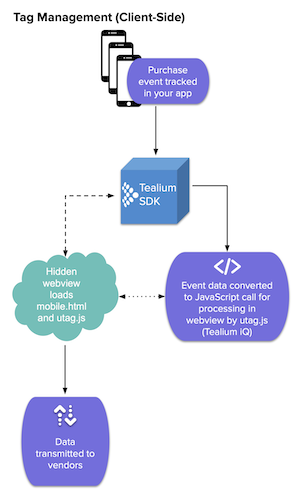 Tag Management (Client-Side)
Purchase
event tracked
in your app
Tealium
SDK
Hidden
webview
loads
mobile.html
and utag.js
</>
Event data converted
to JavaScript call for
processing in
webview by utag.js
(Tealium iQ)
Data
transmitted to
vendors